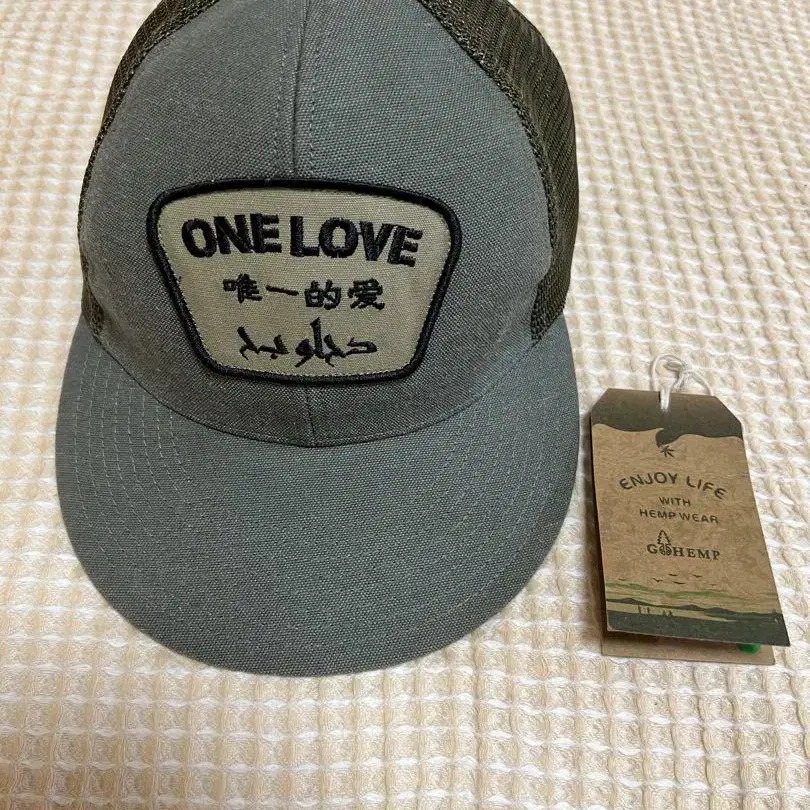 ONE LOVE
唯一的爱
ENJOY LIFE
WITH
HEMP WEAR
GOHEMP